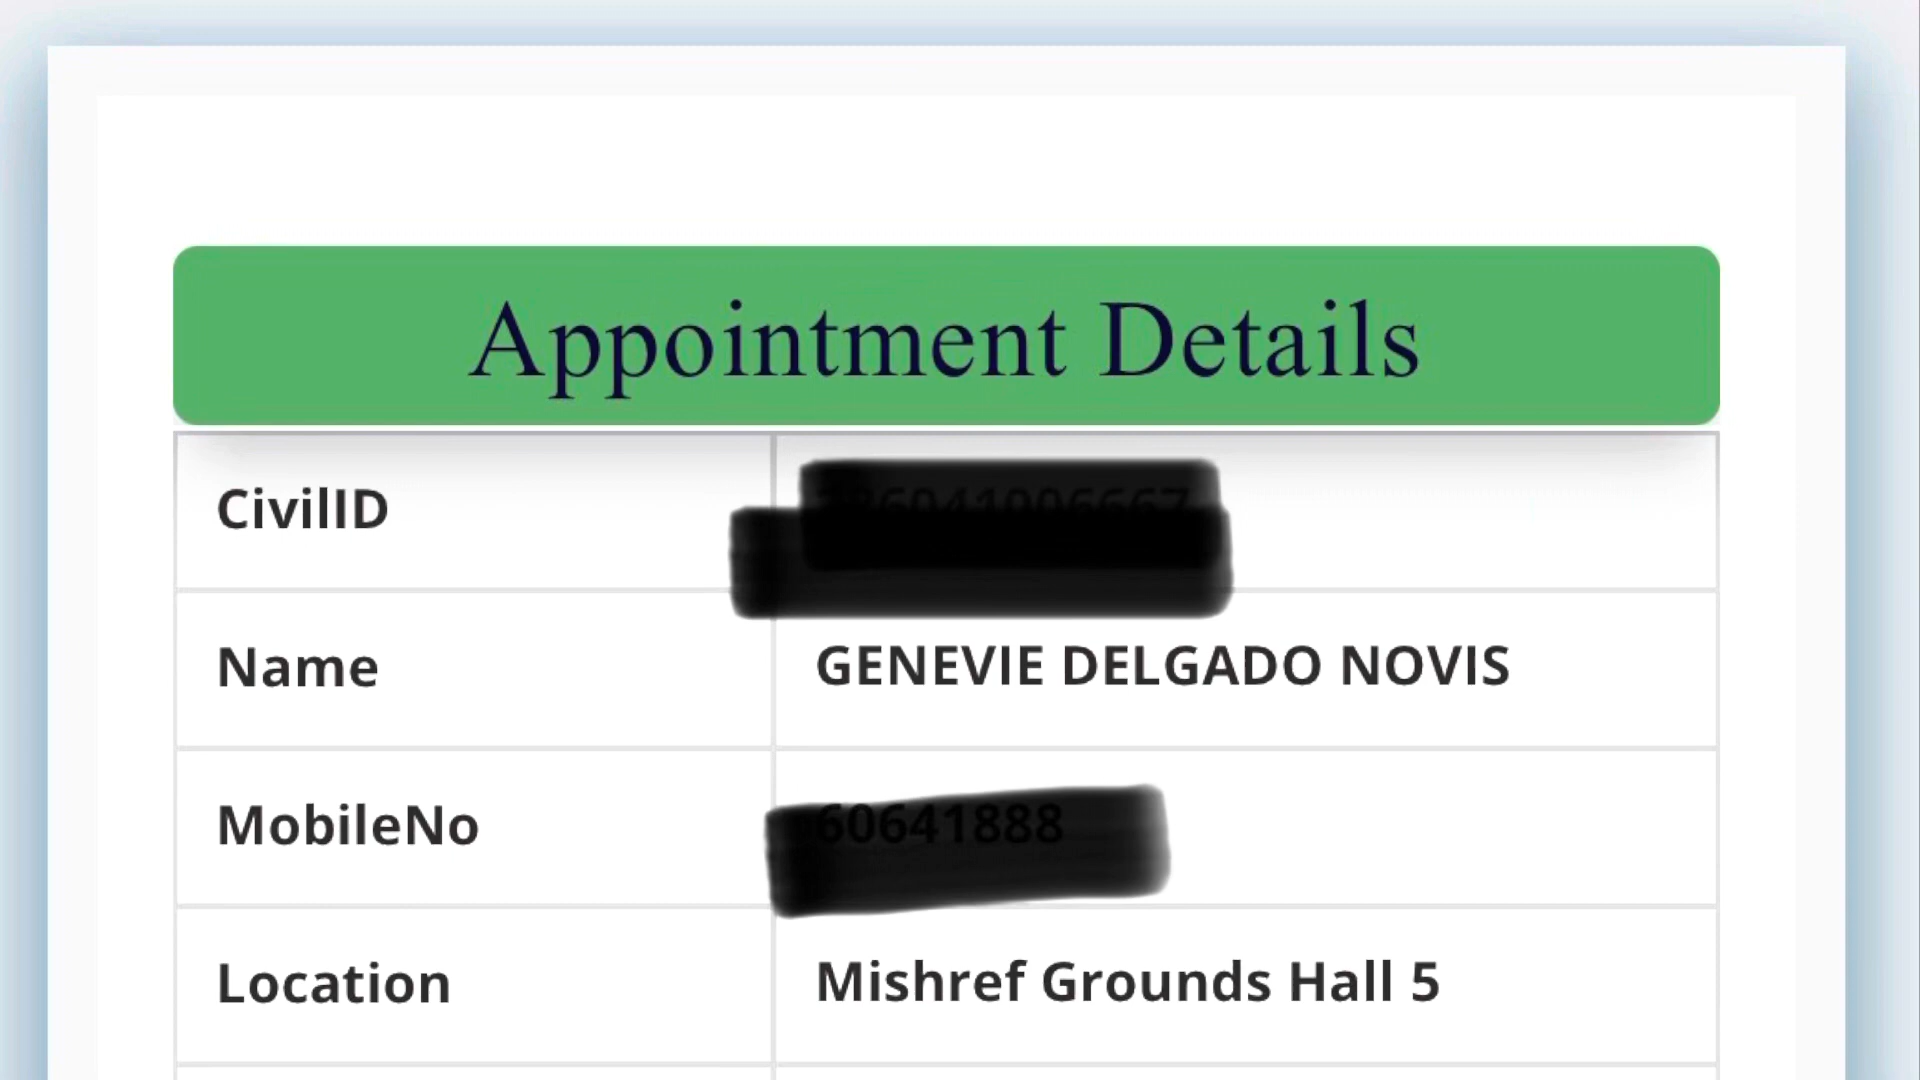 Appointment Details
CivilID
Name GENEVIE DELGADO NOVIS
MobileNo
Location Mishref Grounds Hall 5